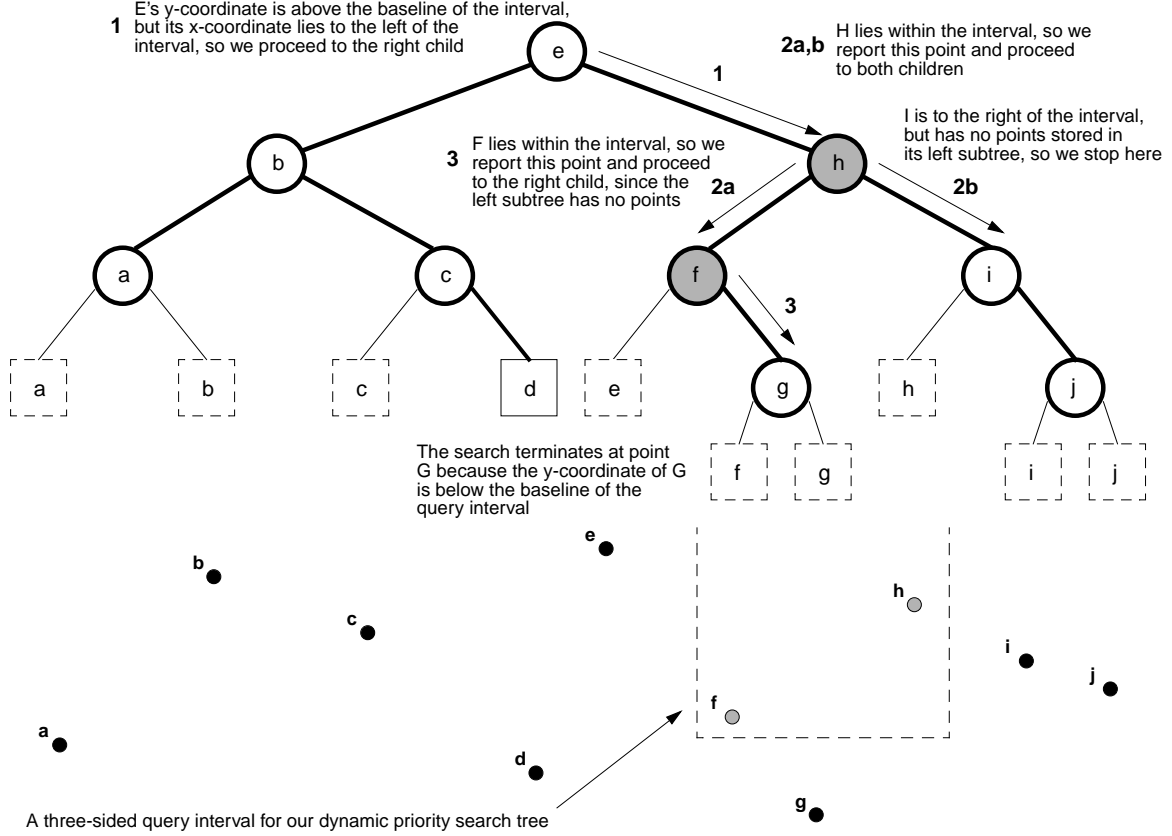 E's y-coordinate is above the baseline of the interval,
1 but its x-coordinate lies to the left of the
interval, so we proceed to the right child
e
1
2a,b
H lies within the interval, so we
report this point and proceed
to both children
I is to the right of the interval,
but has no points stored in
its left subtree, so we stop here
b
3
F lies within the interval, so we
report this point and proceed
to the right child, since the
left subtree has no points
h
2a
2b
a
c
f
3
i
a
b
c
d
e
g
h
j
The search terminates at point
G because the y-coordinate of G
is below the baseline of the
query interval
f
g
i
j
e
b
h
c
i
j
f
a
d
g
A three-sided query interval for our dynamic priority search tree